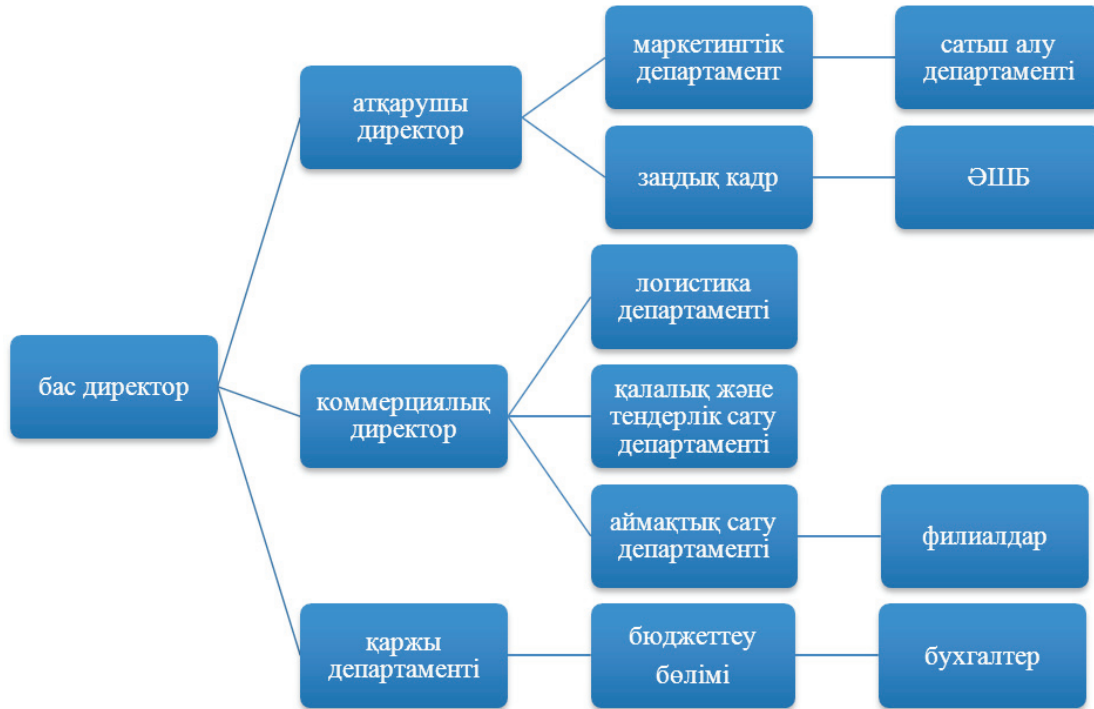 маркетингтік
департамент
сатып алу
департаменті
атқарушы
директор
заңдық кадр
ӘШБ
логистика
департаменті
бас директор
коммерциялық
директор
қалалық және
тендерлік сату
департаменті
аймақтық сату
департаменті
филиалдар
қаржы
департаменті
бюджеттеу
бөлімі
бухгалтер